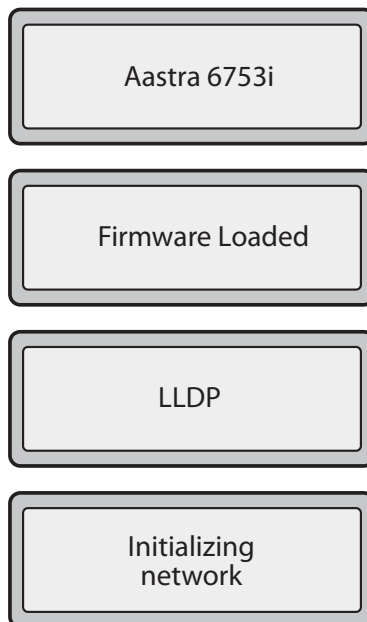 Aastra 6753i
Firmware Loaded
LLDP
Initializing
network